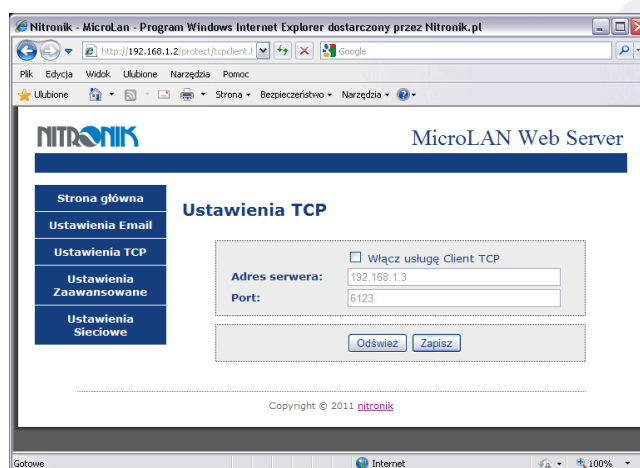 Nitronik - MicroLan - Program Windows Internet Explorer dostarczony przez Nitronik.pl
http://192.168.1.2/protect/tcpclient.h Google
Plik Edycja Widok Ulubione Narzędzia Pomoc
Ulubione Strona Bezpieczeństwo Narzędzia
NITRONIK MicroLAN Web Server
Strona główna
Ustawienia Email
Ustawienia TCP
Ustawienia
Zaawansowane
Ustawienia
Sieciowe
Ustawienia TCP
Włącz usługę Client TCP
Adres serwera: 192.168.1.3
Port: 6123
Odśwież Zapisz
Copyright © 2011 nitronik
Gotowe Internet 100%